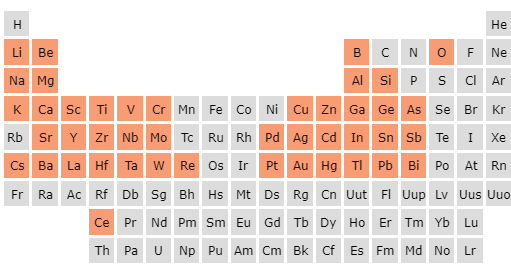 H He
Li Be B C N O F Ne
Na Mg Al Si P S Cl Ar
K Ca Sc Ti V Cr Mn Fe Co Ni Cu Zn Ga Ge As Se Br Kr
Rb Sr Y Zr Nb Mo Tc Ru Rh Pd Ag Cd In Sn Sb Te I Xe
Cs Ba La Hf Ta W Re Os Ir Pt Au Hg Tl Pb Bi Po At Rn
Fr Ra Ac Rf Db Sg Bh Hs Mt Ds Rg Cn Uut Fl Uup Lv Uus Uuo
Ce Pr Nd Pm Sm Eu Gd Tb Dy Ho Er Tm Yb Lu
Th Pa U Np Pu Am Cm Bk Cf Es Fm Md No Lr